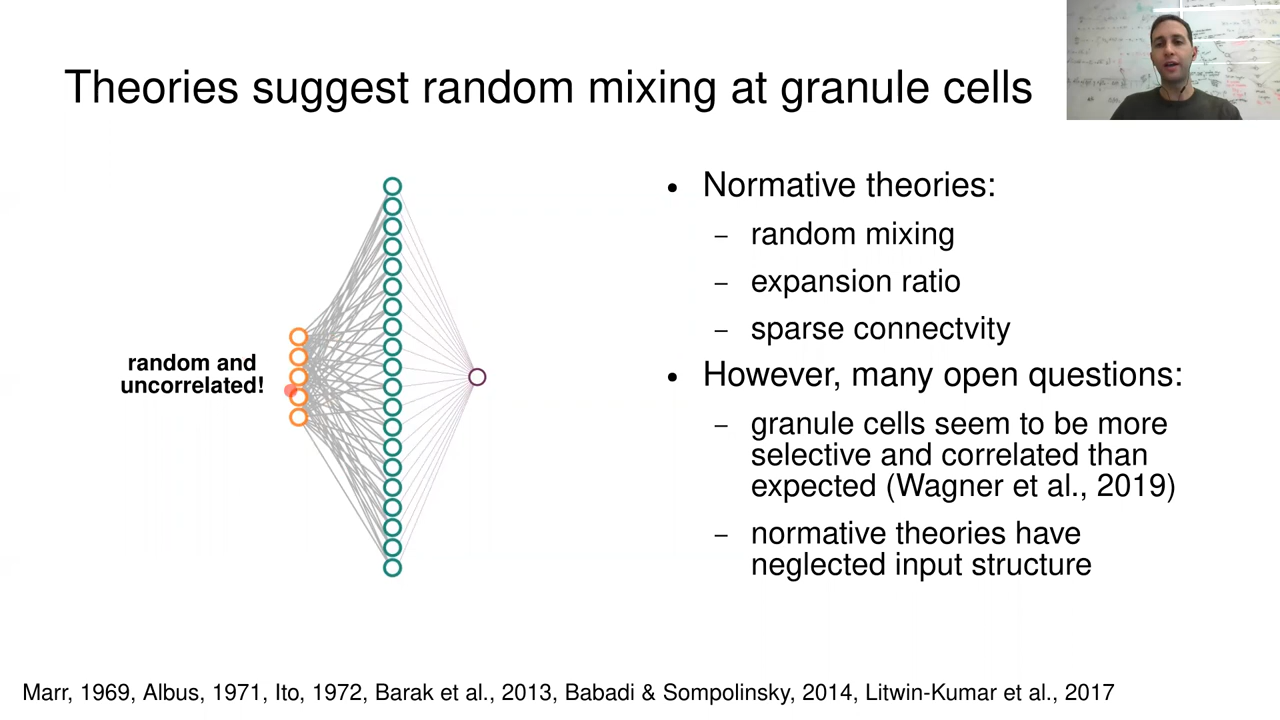 Theories suggest random mixing at granule cells
random and
uncorrelated!
• Normative theories:
– random mixing
– expansion ratio
– sparse connectvity
• However, many open questions:
– granule cells seem to be more
selective and correlated than
expected (Wagner et al., 2019)
– normative theories have
neglected input structure
Marr, 1969, Albus, 1971, Ito, 1972, Barak et al., 2013, Babadi & Sompolinsky, 2014, Litwin-Kumar et al., 2017